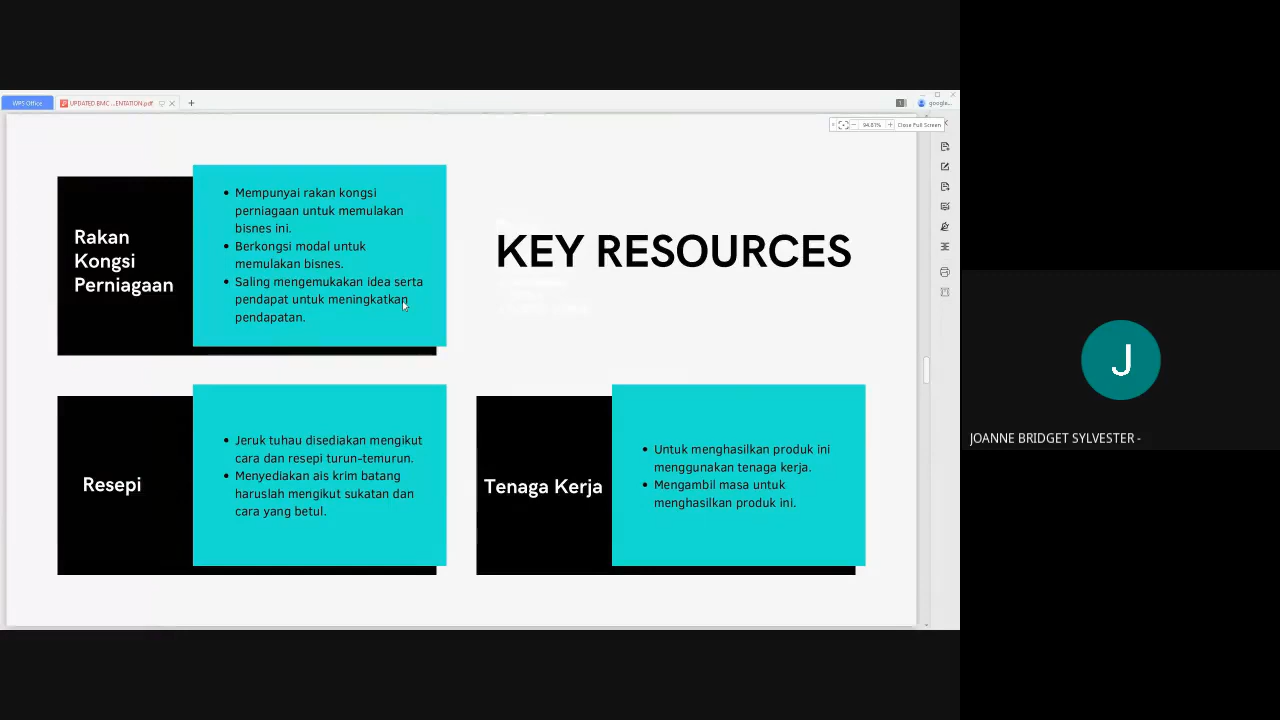 WPS Office
UPDATED BMC ...ENTATION.pdf
google...
94.81%
Close Full Screen
Rakan
Kongsi
Perniagaan
• Mempunyai rakan kongsi
perniagaan untuk memulakan
bisnes ini.
• Berkongsi modal untuk
memulakan bisnes.
• Saling mengemukakan idea serta
pendapat untuk meningkatkan
pendapatan.
KEY RESOURCES
Resepi
• Jeruk tuhau disediakan mengikut
cara dan resepi turun-temurun.
• Menyediakan ais krim batang
haruslah mengikut sukatan dan
cara yang betul.
Tenaga Kerja
• Untuk menghasilkan produk ini
menggunakan tenaga kerja.
• Mengambil masa untuk
menghasilkan produk ini.
J
JOANNE BRIDGET SYLVESTER -